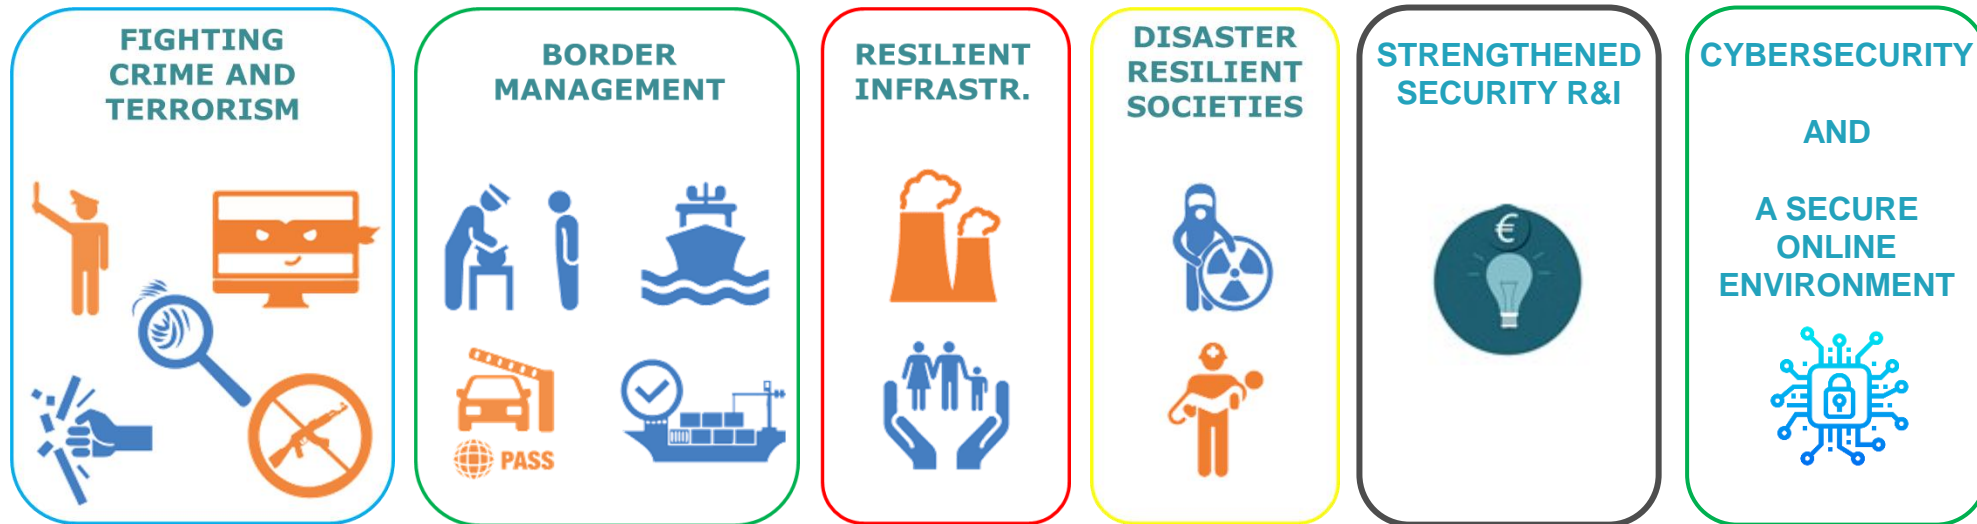 FIGHTING
CRIME AND
TERRORISM
PASS
BORDER
MANAGEMENT
RESILIENT
INFRASTR.
DISASTER
RESILIENT
SOCIETIES
STRENGTHENED
SECURITY R&I
€
CYBERSECURITY
AND
A SECURE
ONLINE
ENVIRONMENT